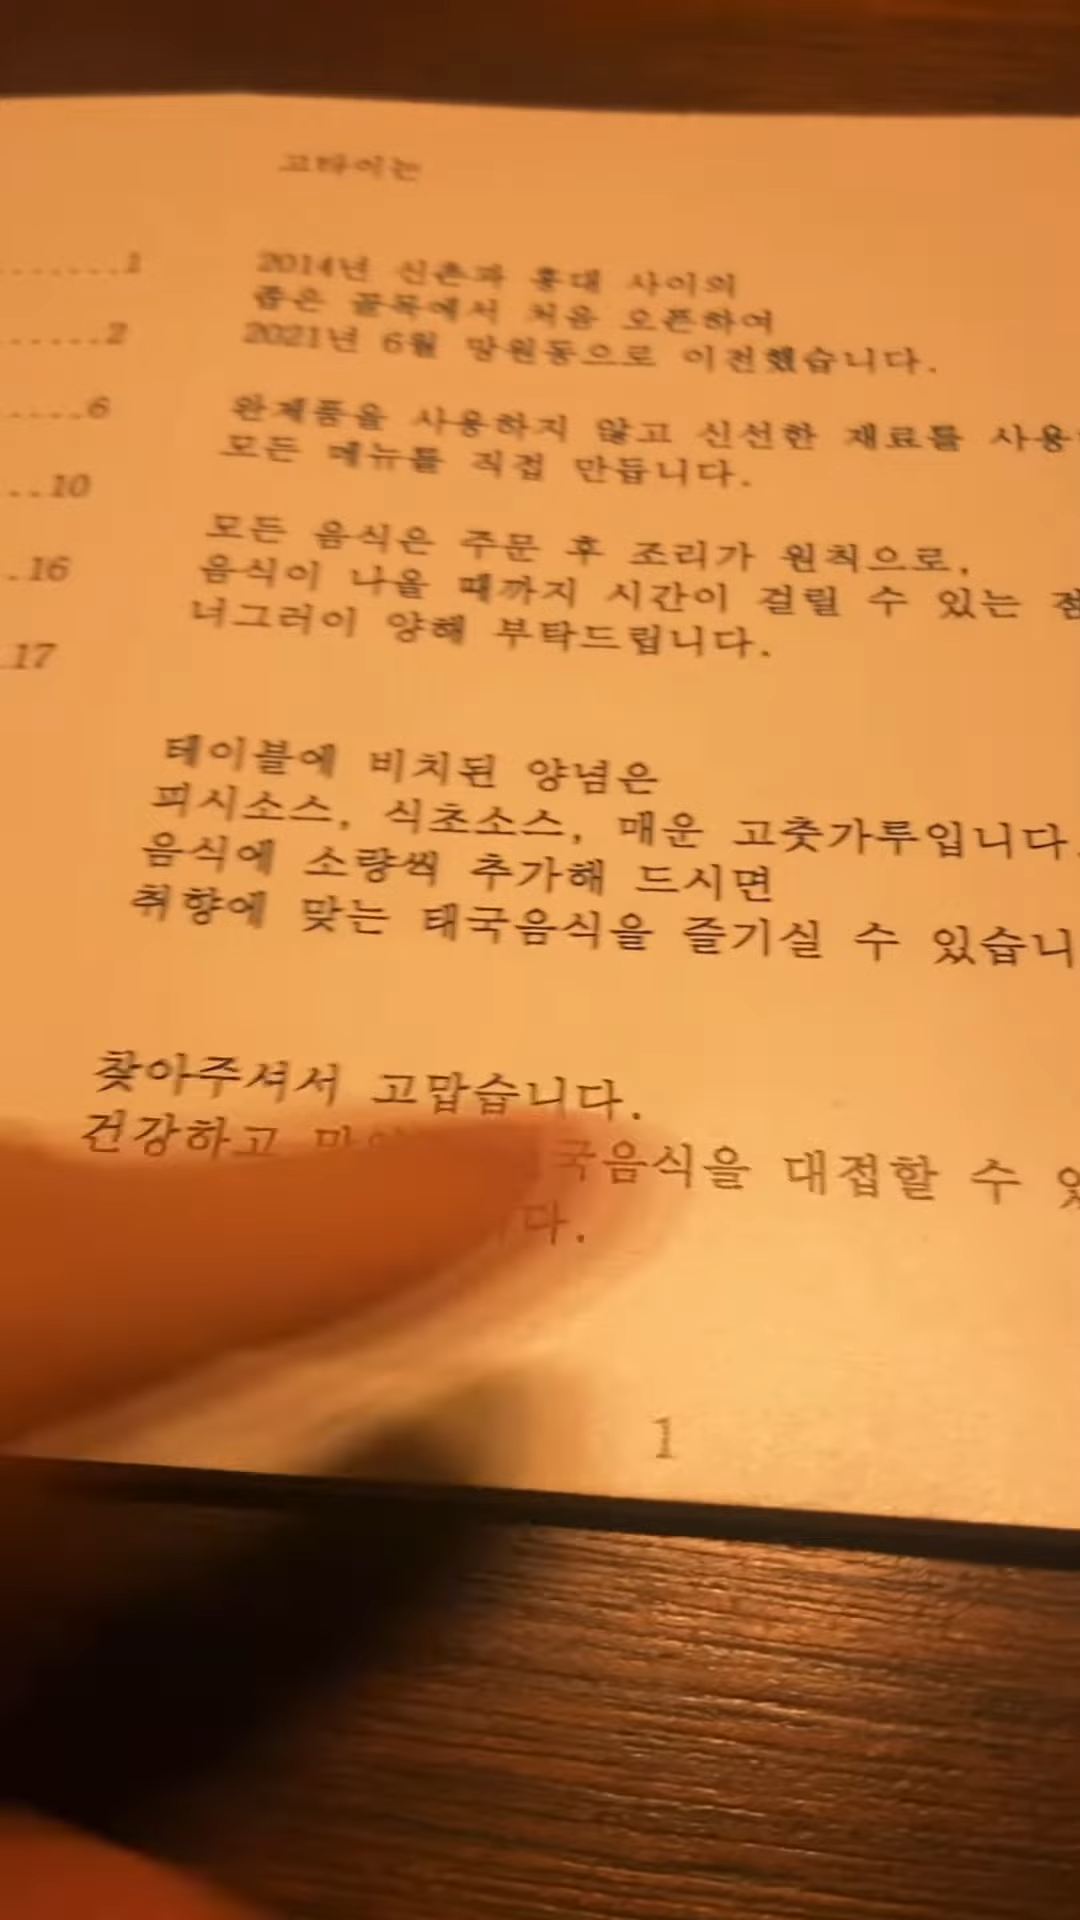 고타이는
2014년 신촌과 홍대 사이의
좁은 골목에서 처음 오픈하여
2021년 6월 망원동으로 이전했습니다.
완제품을 사용하지 않고 신선한 재료를 사용
모든 메뉴를 직접 만듭니다.
모든 음식은 주문 후 조리가 원칙으로,
음식이 나올 때까지 시간이 걸릴 수 있는 점
너그러이 양해 부탁드립니다.
테이블에 비치된 양념은
피시소스, 식초소스, 매운 고춧가루입니다.
음식에 소량씩 추가해 드시면
취향에 맞는 태국음식을 즐기실 수 있습니
찾아주셔서 고맙습니다.
건강하고 국음식을 대접할 수
다.
1
.......1
.....2
....6
...10
.16
.17